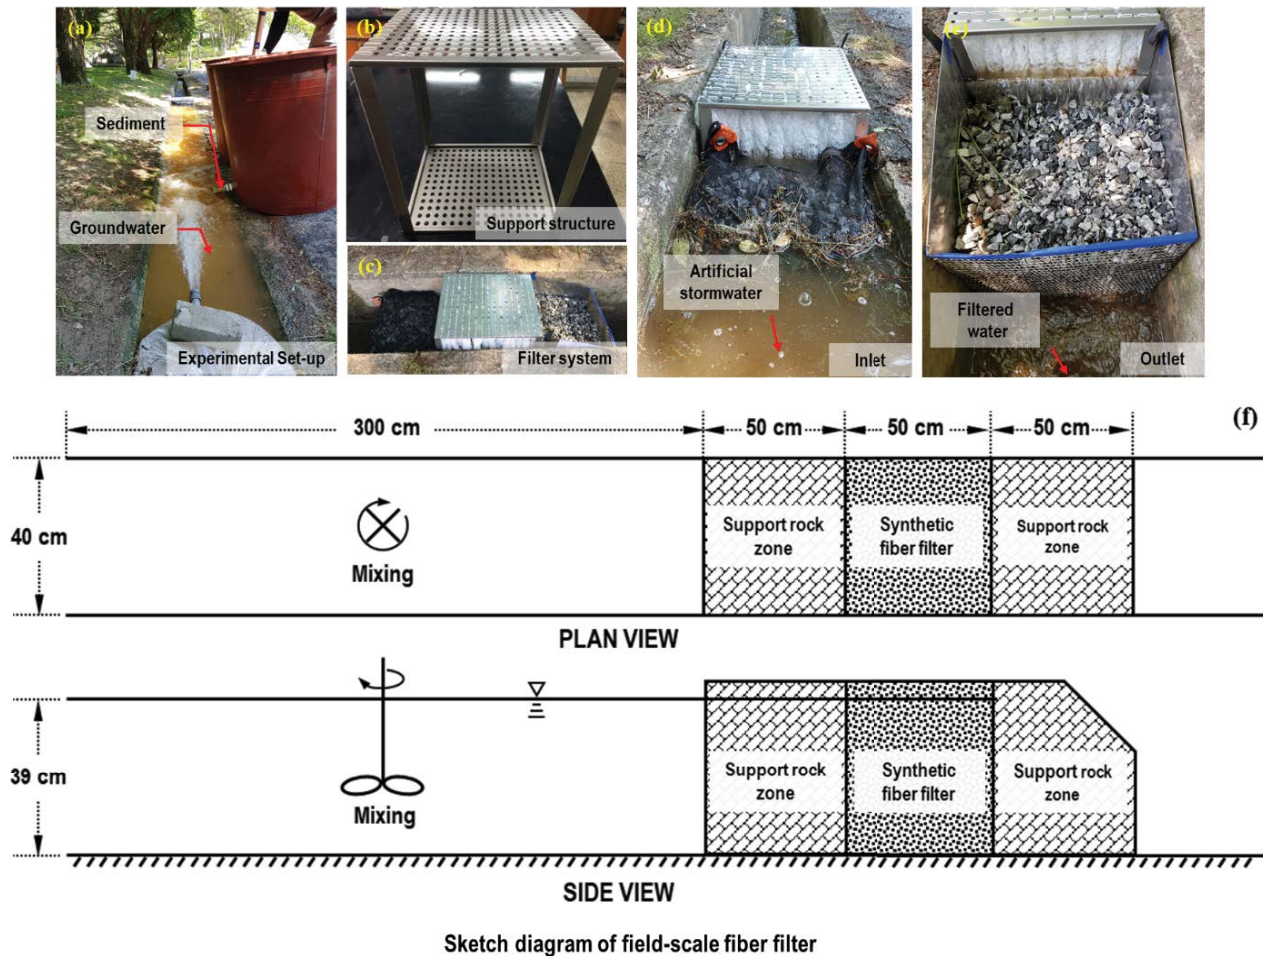 (a)
Sediment
Groundwater
Experimental Set-up
(b)
Support structure
(c)
Filter system
(d)
Artificial
stormwater
Inlet
(e)
Filtered
water
Outlet
(f)
300 cm
50 cm
50 cm
50 cm
40 cm
Mixing
Support rock
zone
Synthetic
fiber filter
Support rock
zone
PLAN VIEW
39 cm
Mixing
Support rock
zone
Synthetic
fiber filter
Support rock
zone
SIDE VIEW
Sketch diagram of field-scale fiber filter